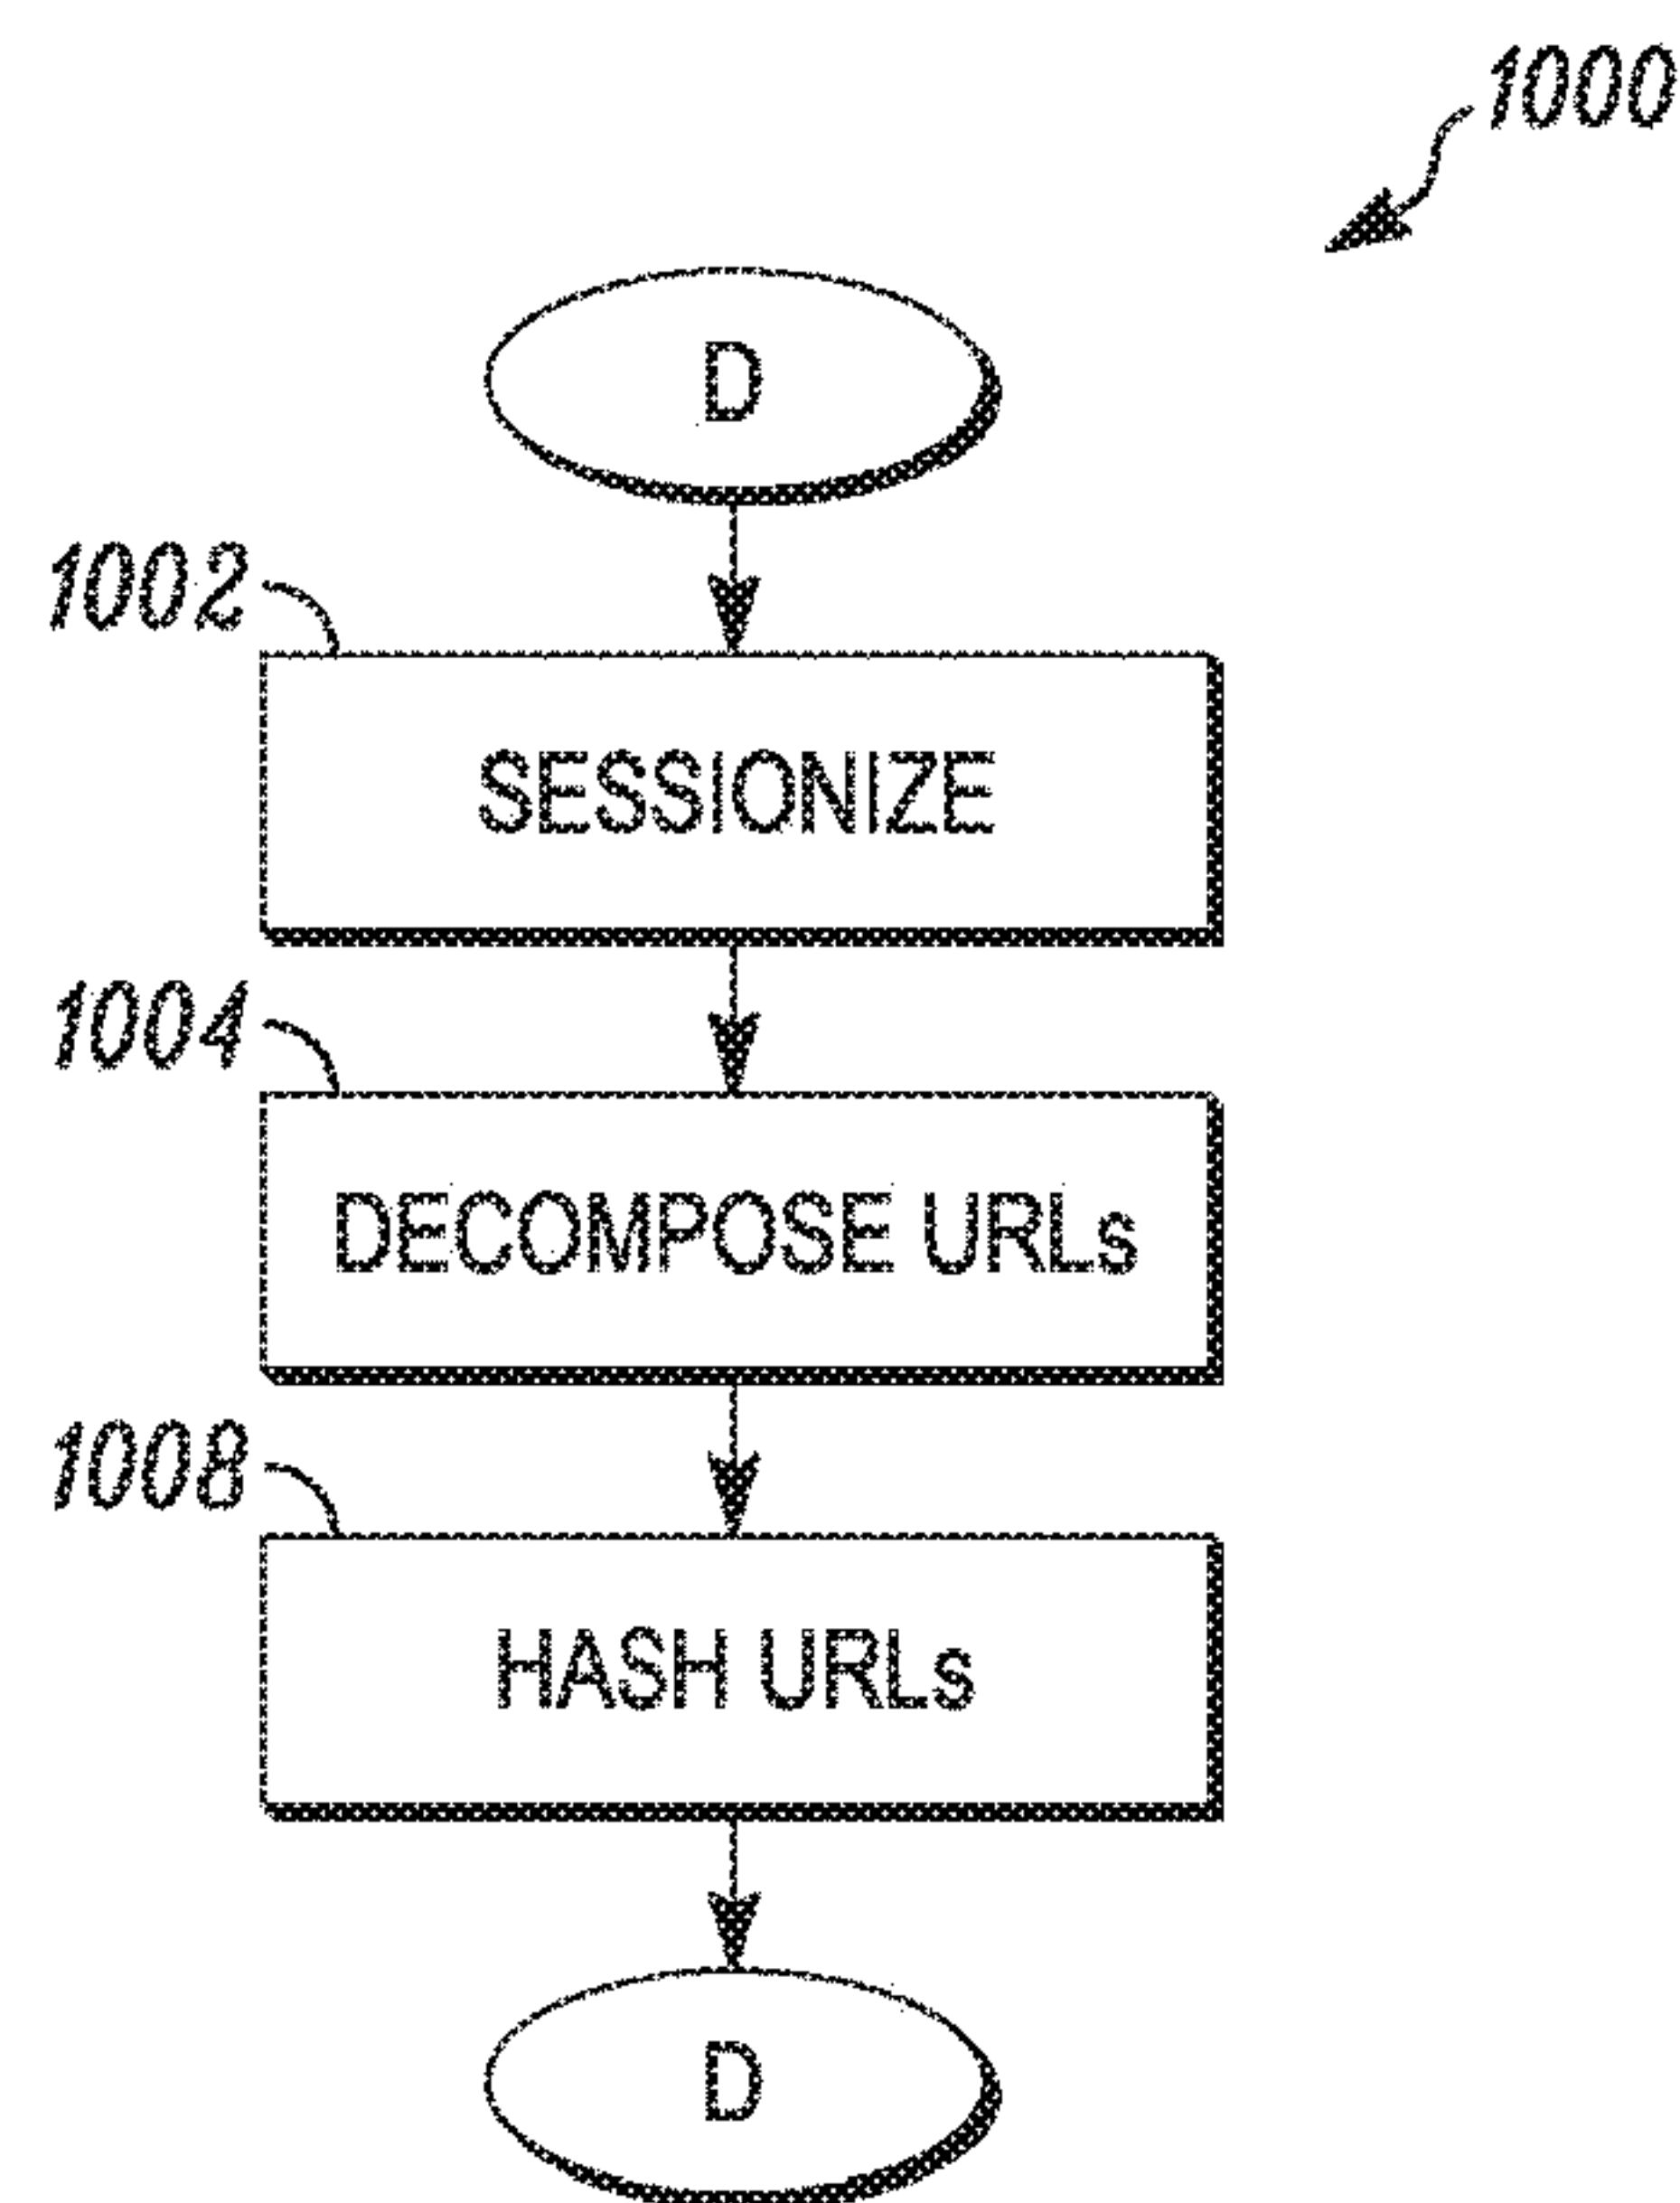 1000
D
1002
SESSIONIZE
1004
DECOMPOSE URLs
1008
HASH URLs
D